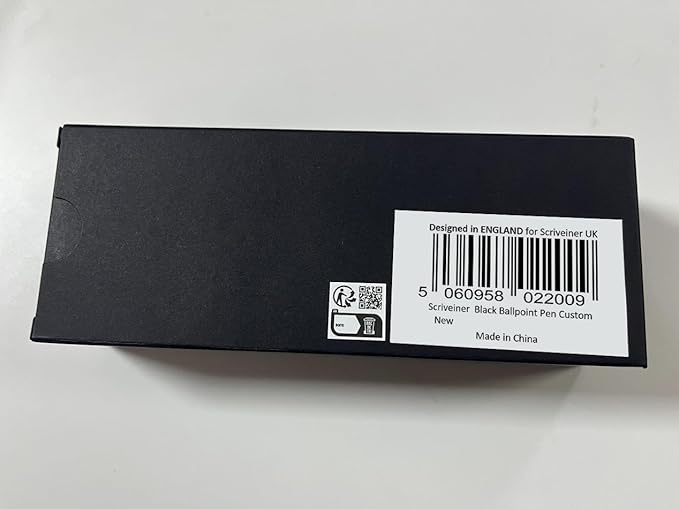 Designed in ENGLAND for Scriveiner UK
5 060958 022009
Scriveiner Black Ballpoint Pen Custom
New
Made in China